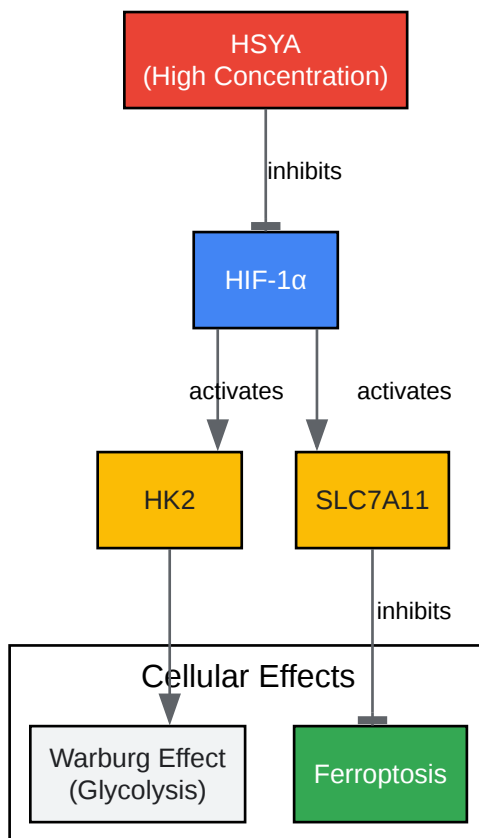 HSYA
(High Concentration)
inhibits
HIF-1α
activates
activates
HK2
SLC7A11
inhibits
Cellular Effects
Warburg Effect
(Glycolysis)
Ferroptosis